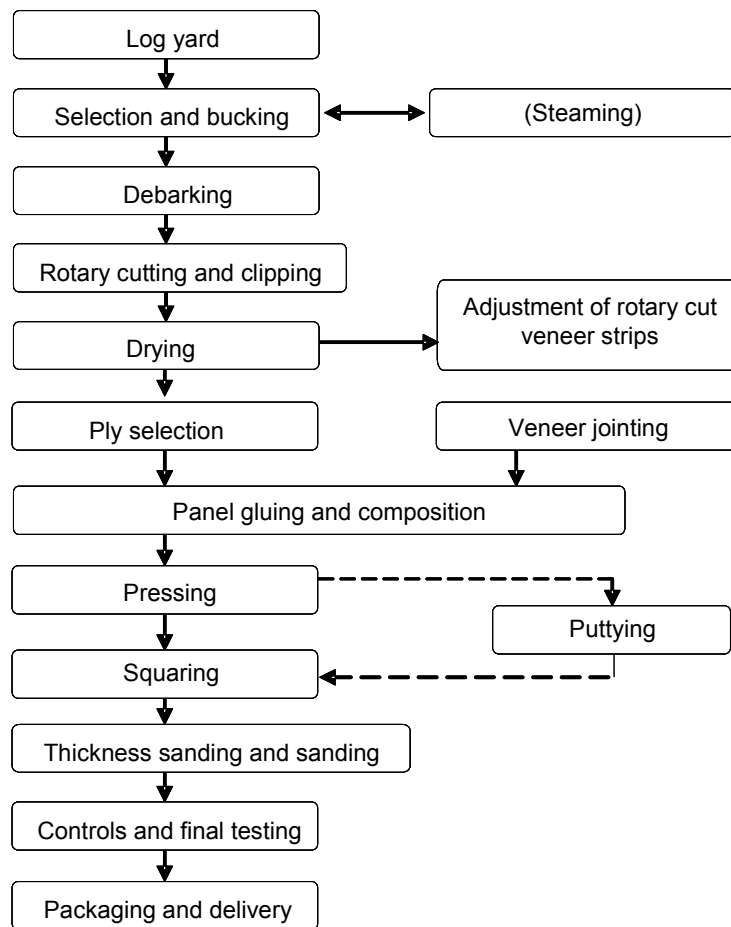 Log yard
Selection and bucking
(Steaming)
Debarking
Rotary cutting and clipping
Adjustment of rotary cut
veneer strips
Drying
Ply selection
Veneer jointing
Panel gluing and composition
Pressing
Puttying
Squaring
Thickness sanding and sanding
Controls and final testing
Packaging and delivery